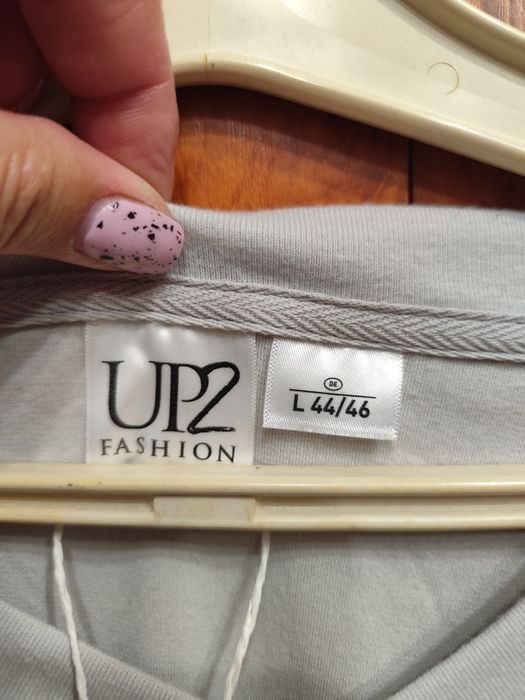 UP2
FASHION
DE
L 44/46